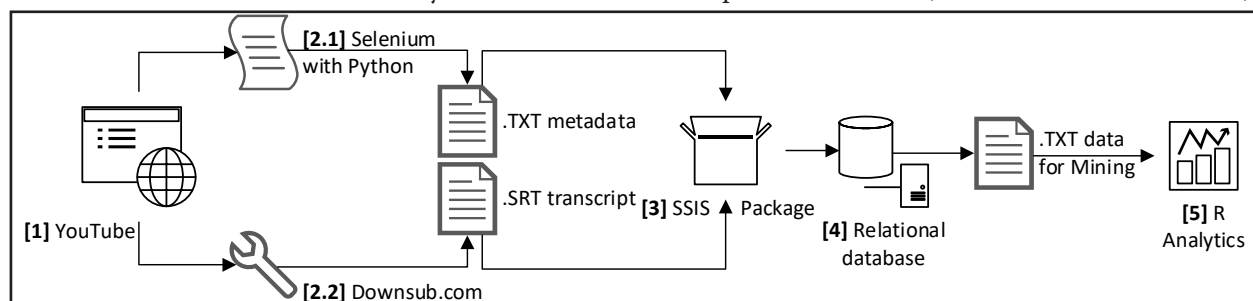 [2.1] Selenium
with Python
.TXT metadata
.SRT transcript
[1] YouTube
[2.2] Downsub.com
[3] SSIS Package
[4] Relational
database
.TXT data
for Mining
[5] R
Analytics